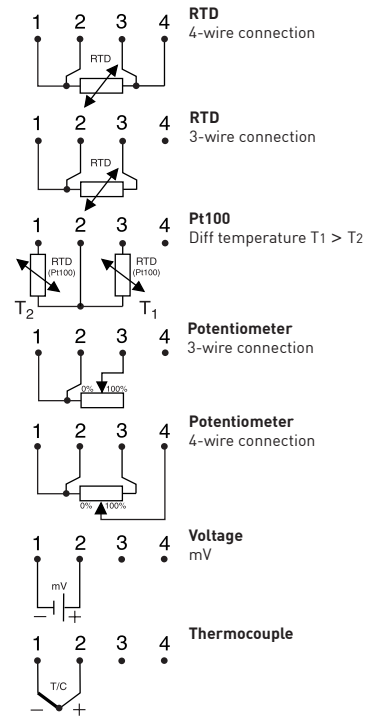 1 2 3 4
RTD
RTD
4-wire connection
1 2 3 4
RTD
RTD
3-wire connection
1 2 3 4
Pt100
Diff temperature T1 > T2
RTD
(Pt100)
RTD
(Pt100)
T2
T1
1 2 3 4
Potentiometer
3-wire connection
0% 100%
1 2 3 4
Potentiometer
4-wire connection
0% 100%
1 2 3 4
Voltage
mV
mV
− +
1 2 3 4
Thermocouple
T/C
− +